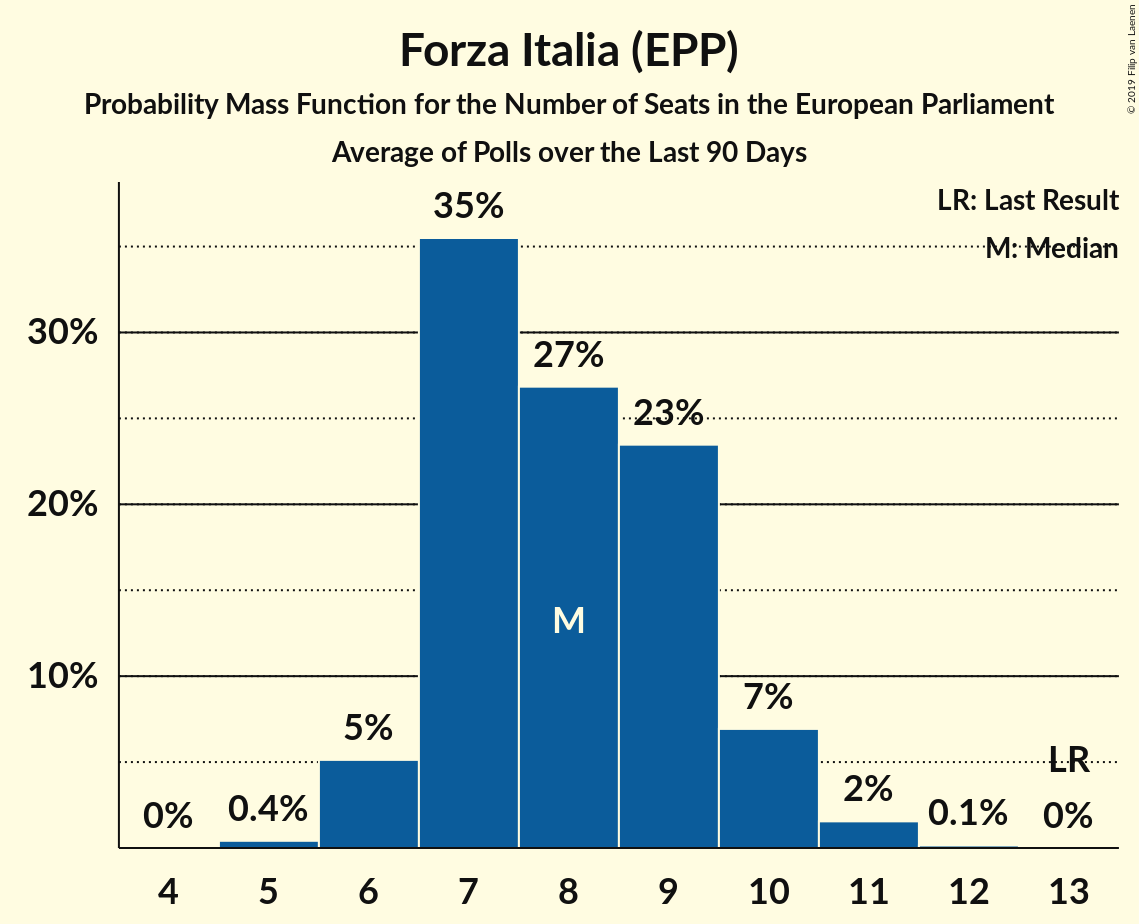 Forza Italia (EPP)
Probability Mass Function for the Number of Seats in the European Parliament
Average of Polls over the Last 90 Days
© 2019 Filip van Laenen
LR: Last Result
M: Median
30%
20%
10%
0%
0.4%
5%
35%
27%
23%
7%
2%
0.1%
LR
0%
M
4 5 6 7 8 9 10 11 12 13